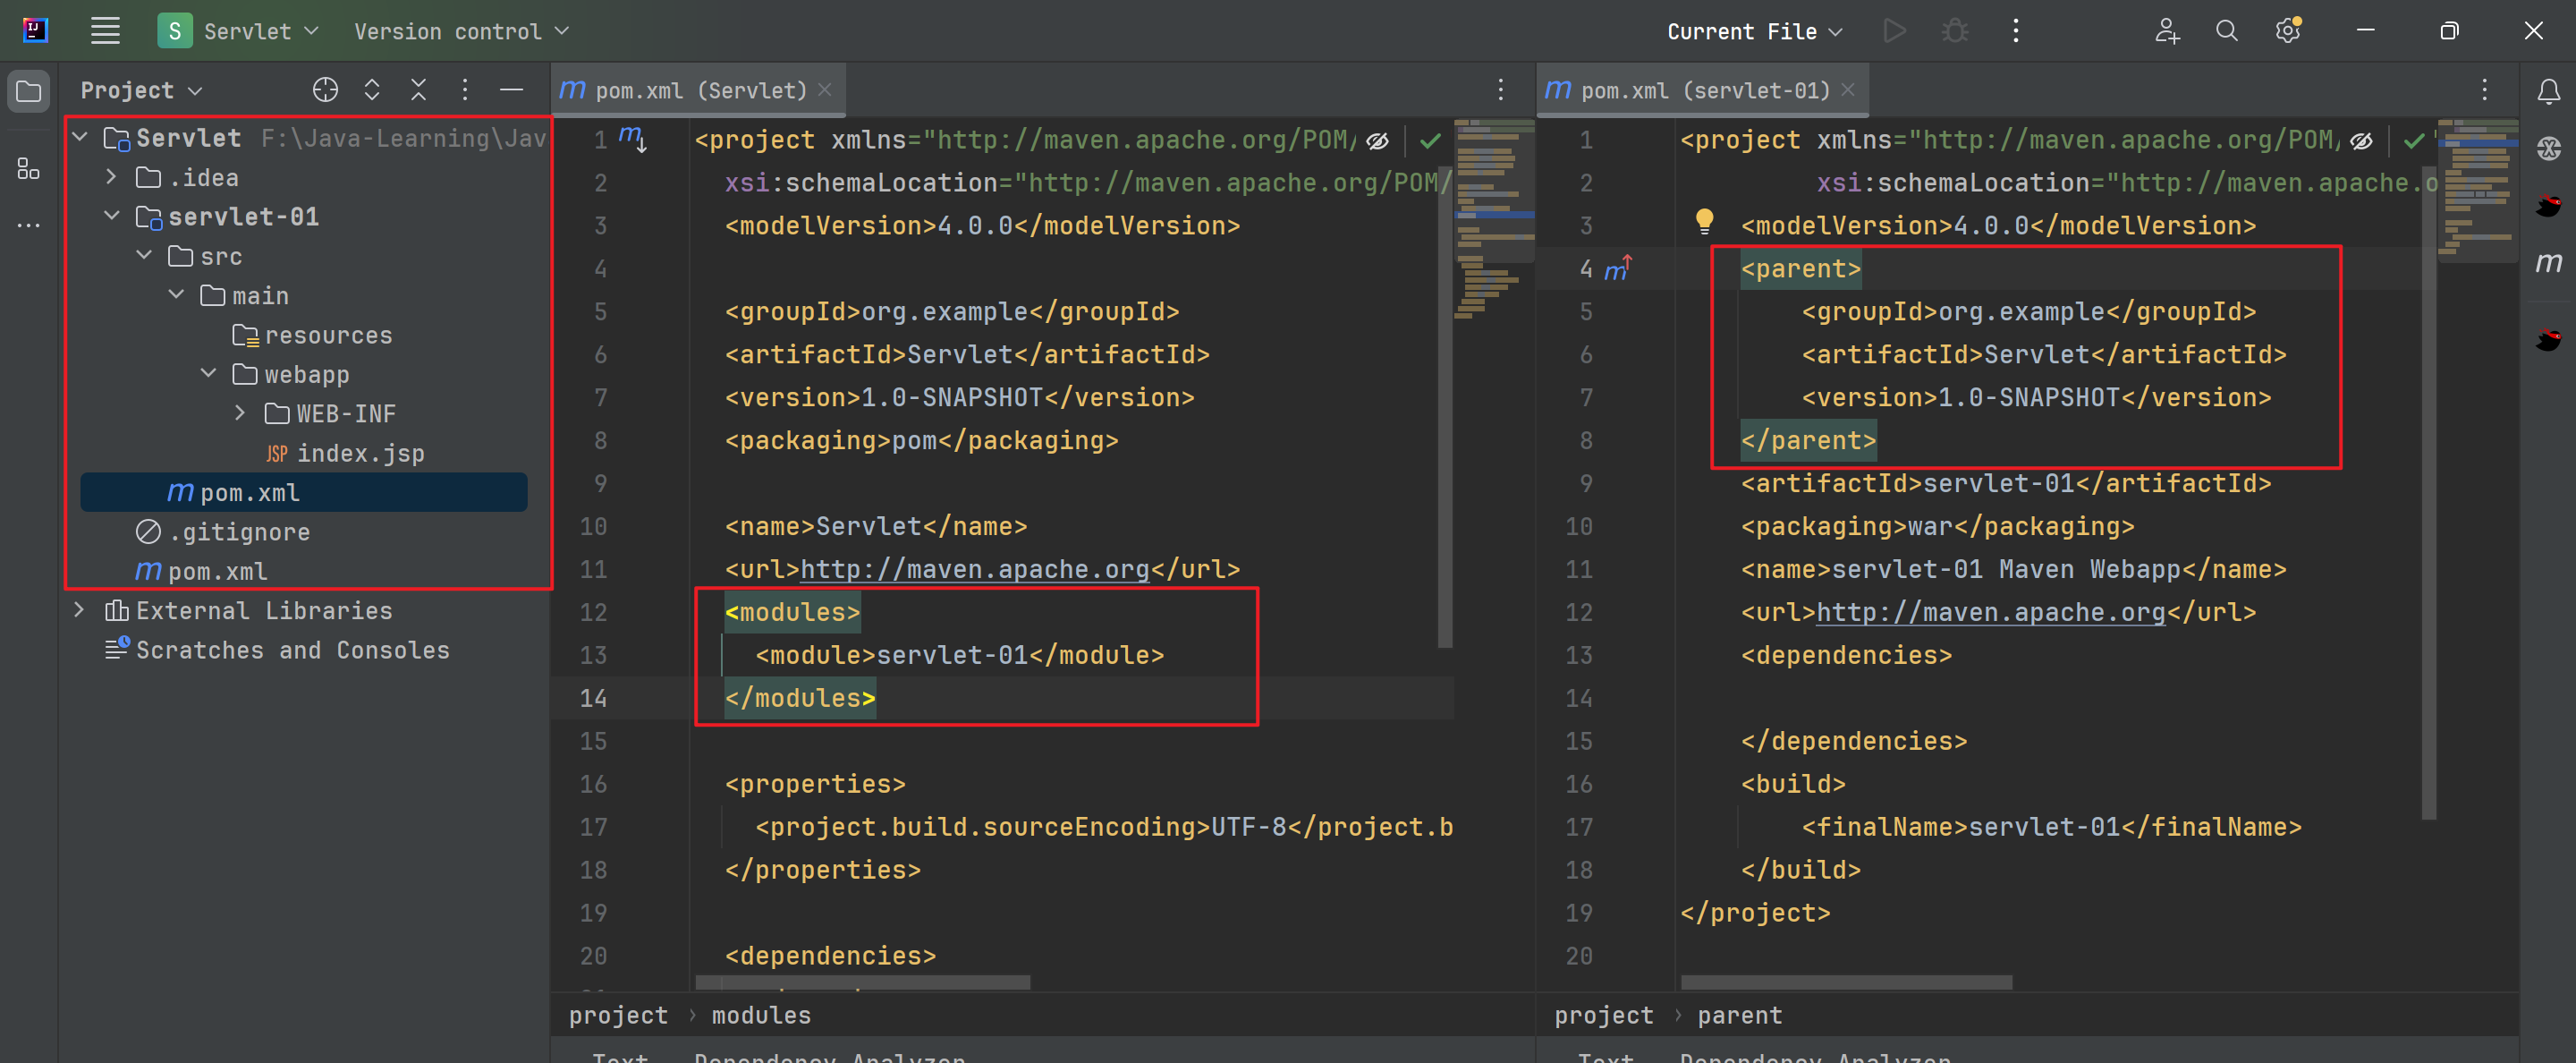 S Servlet Version control Current File
Project
Servlet F:\Java-Learning\Jav
.idea
servlet-01
src
main
resources
webapp
WEB-INF
JSP index.jsp
m pom.xml
.gitignore
m pom.xml
External Libraries
Scratches and Consoles
m pom.xml (Servlet)
1 <project xmlns="http://maven.apache.org/POM/
2 xsi:schemaLocation="http://maven.apache.org/POM/
3 <modelVersion>4.0.0</modelVersion>
4
5 <groupId>org.example</groupId>
6 <artifactId>Servlet</artifactId>
7 <version>1.0-SNAPSHOT</version>
8 <packaging>pom</packaging>
9
10 <name>Servlet</name>
11 <url>http://maven.apache.org</url>
12 <modules>
13 <module>servlet-01</module>
14 </modules>
15
16 <properties>
17 <project.build.sourceEncoding>UTF-8</project.b
18 </properties>
19
20 <dependencies>
project › modules
Text Dependency Analyzer
m pom.xml (servlet-01)
1 <project xmlns="http://maven.apache.org/POM/
2 xsi:schemaLocation="http://maven.apache.o
3 <modelVersion>4.0.0</modelVersion>
4 <parent>
5 <groupId>org.example</groupId>
6 <artifactId>Servlet</artifactId>
7 <version>1.0-SNAPSHOT</version>
8 </parent>
9 <artifactId>servlet-01</artifactId>
10 <packaging>war</packaging>
11 <name>servlet-01 Maven Webapp</name>
12 <url>http://maven.apache.org</url>
13 <dependencies>
14
15 </dependencies>
16 <build>
17 <finalName>servlet-01</finalName>
18 </build>
19 </project>
20
project › parent
Text Dependency Analyzer